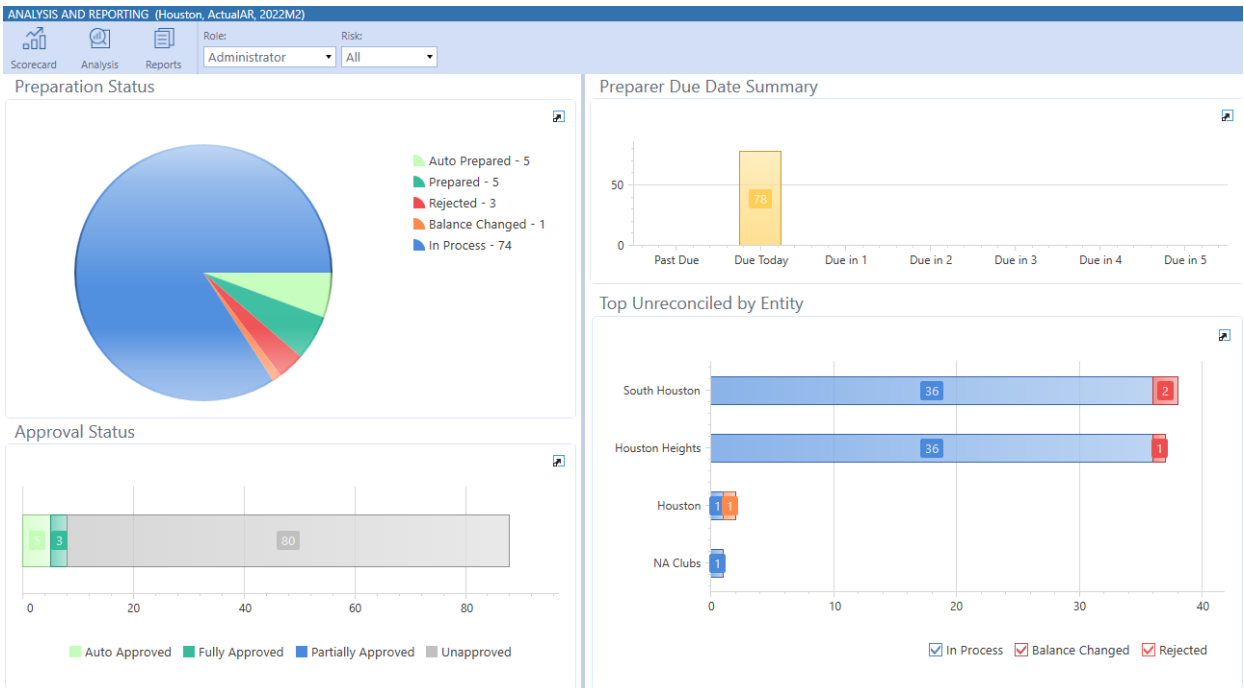 ANALYSIS AND REPORTING (Houston, ActualAR, 2022M2)
Scorecard
Analysis
Reports
Role:
Administrator
Risk:
All
Preparation Status
Auto Prepared - 5
Prepared - 5
Rejected - 3
Balance Changed - 1
In Process - 74
Approval Status
5 3 80
0 20 40 60 80
Auto Approved Fully Approved Partially Approved Unapproved
Preparer Due Date Summary
50
78
0
Past Due Due Today Due in 1 Due in 2 Due in 3 Due in 4 Due in 5
Top Unreconciled by Entity
South Houston 36 2
Houston Heights 36 1
Houston 1 1
NA Clubs 1
0 10 20 30 40
In Process Balance Changed Rejected